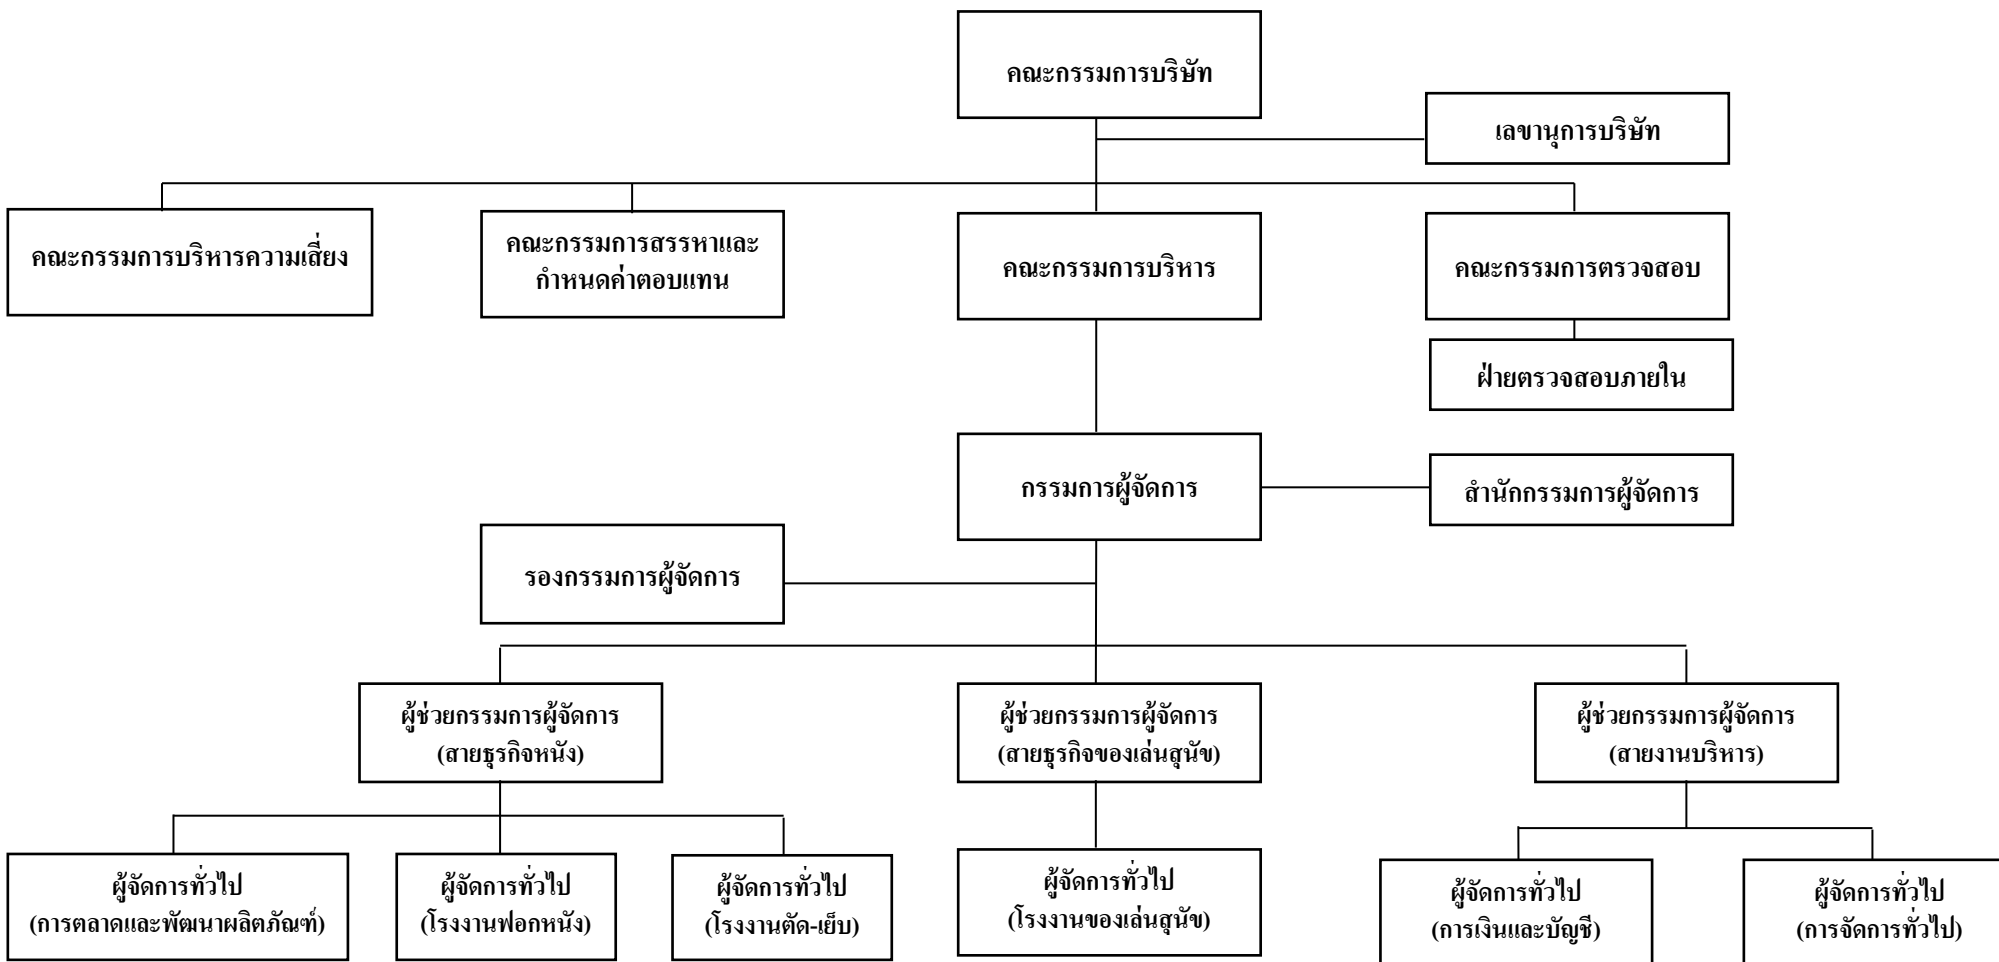 คณะกรรมการบริษัท
เลขานุการบริษัท
คณะกรรมการบริหารความเสี่ยง
คณะกรรมการสรรหาและ
กำหนดค่าตอบแทน
คณะกรรมการบริหาร
คณะกรรมการตรวจสอบ
ฝ่ายตรวจสอบภายใน
กรรมการผู้จัดการ
สำนักกรรมการผู้จัดการ
รองกรรมการผู้จัดการ
ผู้ช่วยกรรมการผู้จัดการ
(สายธุรกิจหนัง)
ผู้ช่วยกรรมการผู้จัดการ
(สายธุรกิจของเล่นสุนัข)
ผู้ช่วยกรรมการผู้จัดการ
(สายงานบริหาร)
ผู้จัดการทั่วไป
(การตลาดและพัฒนาผลิตภัณฑ์)
ผู้จัดการทั่วไป
(โรงงานฟอกหนัง)
ผู้จัดการทั่วไป
(โรงงานตัด-เย็บ)
ผู้จัดการทั่วไป
(โรงงานของเล่นสุนัข)
ผู้จัดการทั่วไป
(การเงินและบัญชี)
ผู้จัดการทั่วไป
(การจัดการทั่วไป)